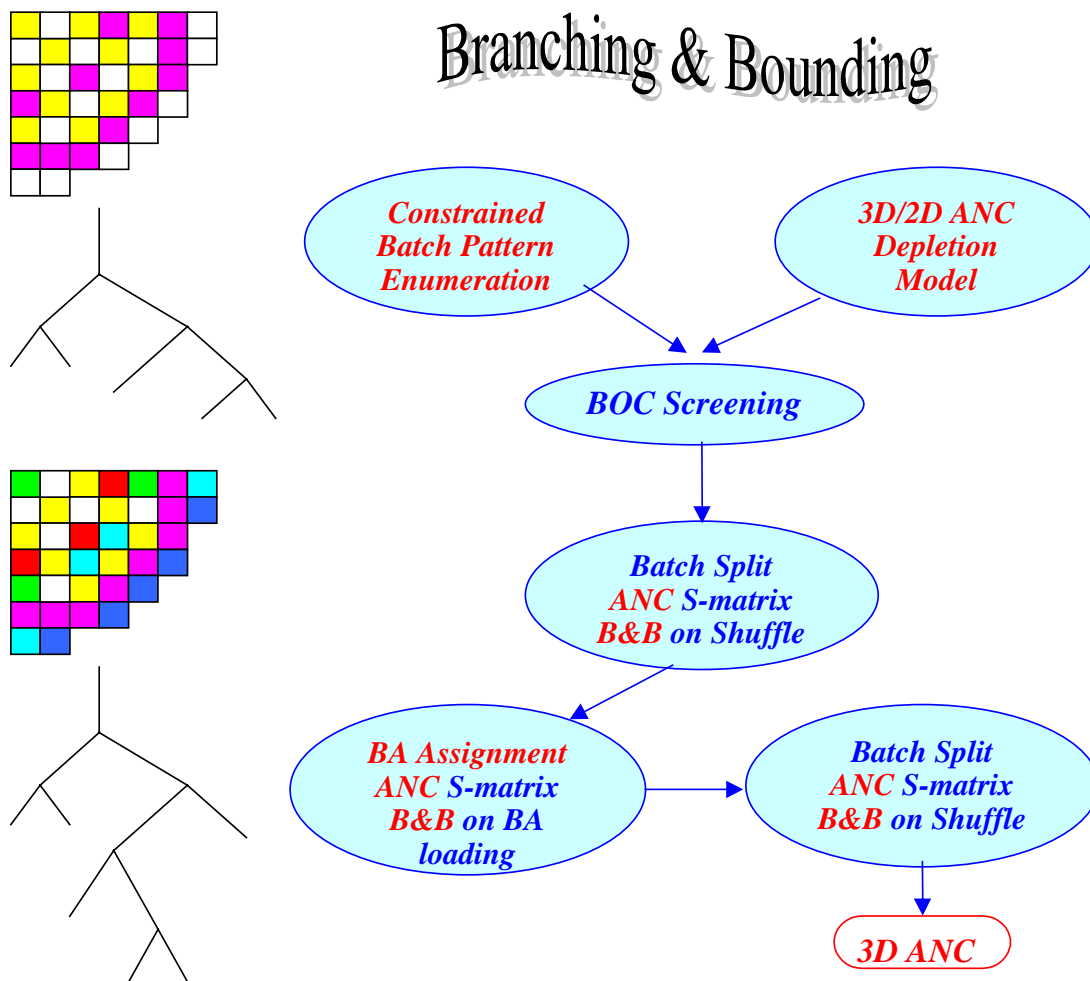 Branching & Bounding
Constrained
Batch Pattern
Enumeration
3D/2D ANC
Depletion
Model
BOC Screening
Batch Split
ANC S-matrix
B&B on Shuffle
BA Assignment
ANC S-matrix
B&B on BA
loading
Batch Split
ANC S-matrix
B&B on Shuffle
3D ANC